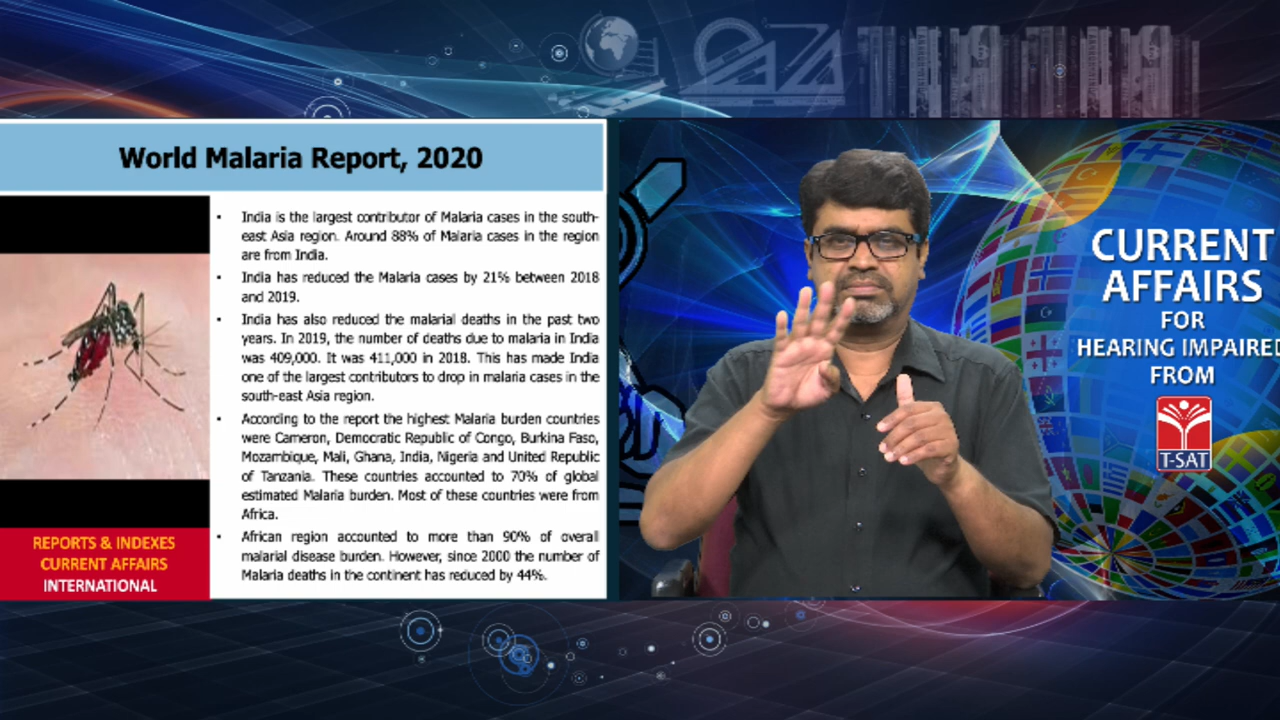 World Malaria Report, 2020
• India is the largest contributor of Malaria cases in the south-
east Asia region. Around 88% of Malaria cases in the region
are from India.
• India has reduced the Malaria cases by 21% between 2018
and 2019.
• India has also reduced the malarial deaths in the past two
years. In 2019, the number of deaths due to malaria in India
was 409,000. It was 411,000 in 2018. This has made India
one of the largest contributors to drop in malaria cases in the
south-east Asia region.
• According to the report the highest Malaria burden countries
were Cameron, Democratic Republic of Congo, Burkina Faso,
Mozambique, Mali, Ghana, India, Nigeria and United Republic
of Tanzania. These countries accounted to 70% of global
estimated Malaria burden. Most of these countries were from
Africa.
• African region accounted to more than 90% of overall
malarial disease burden. However, since 2000 the number of
Malaria deaths in the continent has reduced by 44%.
REPORTS & INDEXES
CURRENT AFFAIRS
INTERNATIONAL
CURRENT
AFFAIRS
FOR
HEARING IMPAIRED
FROM
T-SAT